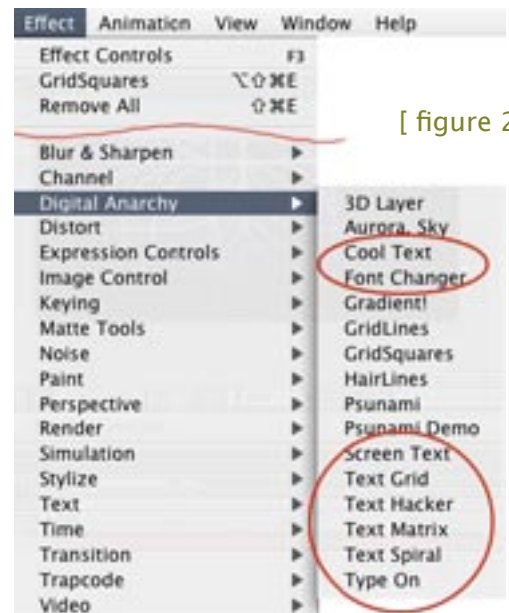 Effect Animation View Window Help
Effect Controls F3
GridSquares ⌥⇧⌘E
Remove All ⇧⌘E
[ figure 2
Blur & Sharpen
Channel
Digital Anarchy
Distort
Expression Controls
Image Control
Keying
Matte Tools
Noise
Paint
Perspective
Render
Simulation
Stylize
Text
Time
Transition
Trapcode
Video
3D Layer
Aurora, Sky
Cool Text
Font Changer
Gradient!
GridLines
GridSquares
HairLines
Psunami
Psunami Demo
Screen Text
Text Grid
Text Hacker
Text Matrix
Text Spiral
Type On